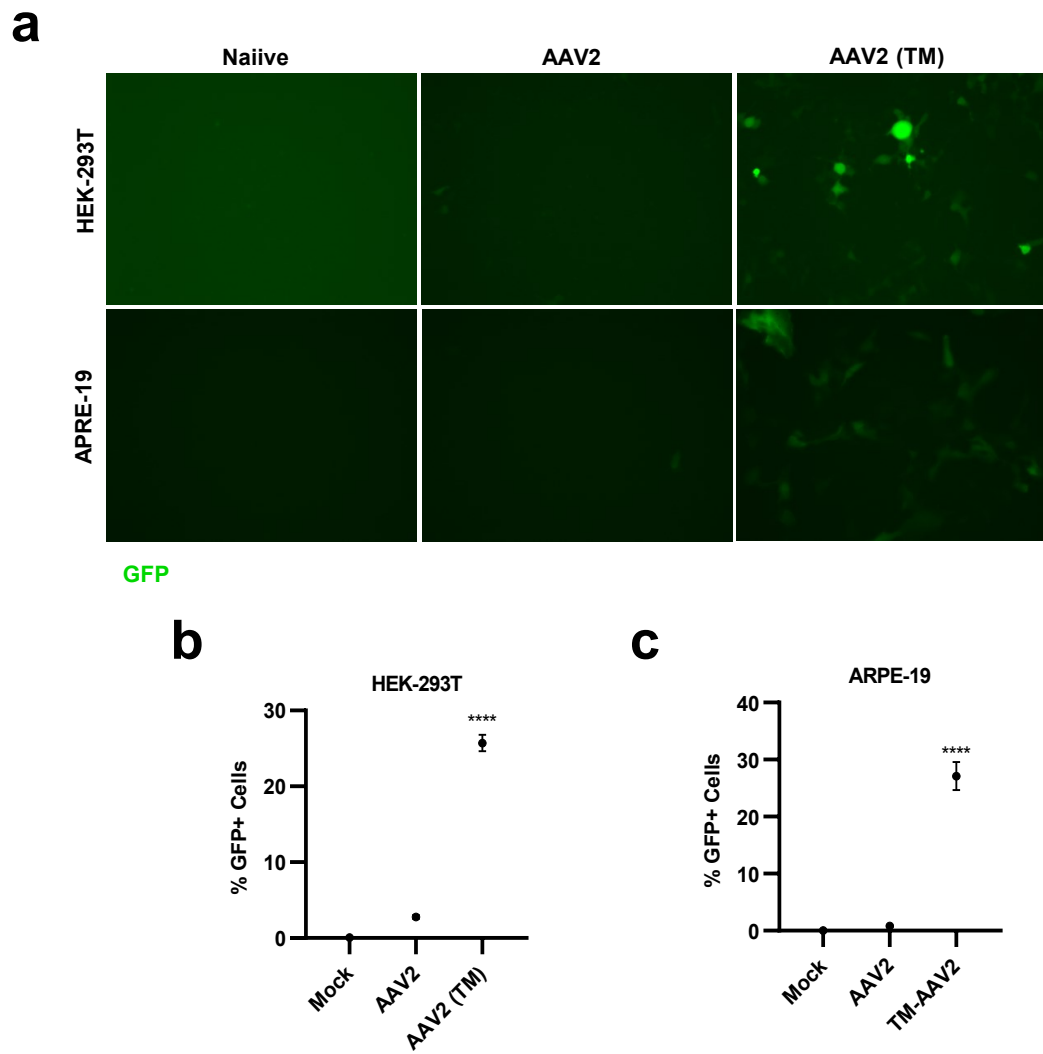 a
Naiive AAV2 AAV2 (TM)
HEK-293T
APRE-19
GFP
b
HEK-293T
% GFP+ Cells
30
20
10
0
Mock AAV2 AAV2 (TM)
****
c
ARPE-19
% GFP+ Cells
40
30
20
10
0
Mock AAV2 TM-AAV2
****